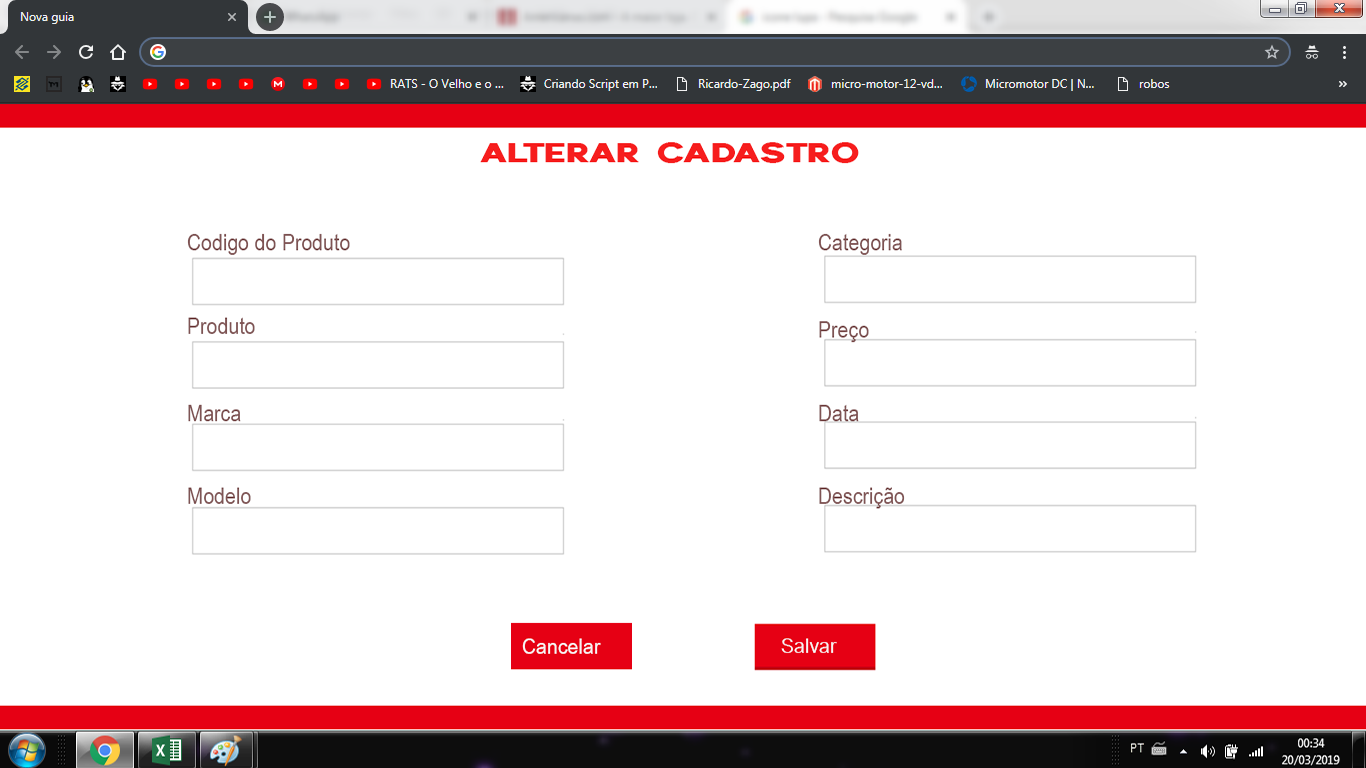 Nova guia
RATS - O Velho e o ...
Criando Script em P...
Ricardo-Zago.pdf
micro-motor-12-vd...
Micromotor DC | N...
robos
»
ALTERAR CADASTRO
Codigo do Produto
Categoria
Produto
Preço
Marca
Data
Modelo
Descrição
Cancelar
Salvar
PT
00:34
20/03/2019